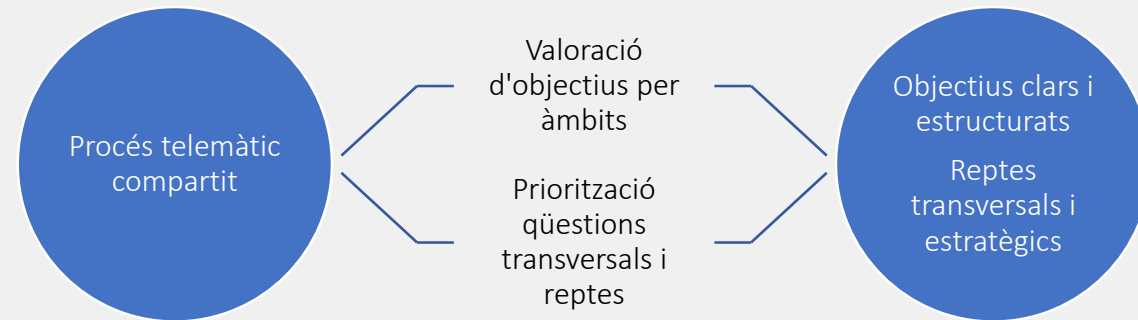 Procés telemàtic
compartit
Valoració
d'objectius per
àmbits
Priorització
qüestions
transversals i
reptes
Objectius clars i
estructurats
Reptes
transversals i
estratègics